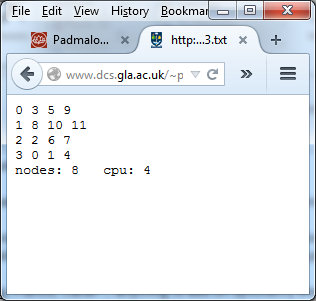 File Edit View History Bookmar
Padmalo... http:...3.txt
www.dcs.gla.ac.uk/~p
0 3 5 9
1 8 10 11
2 2 6 7
3 0 1 4
nodes: 8 cpu: 4